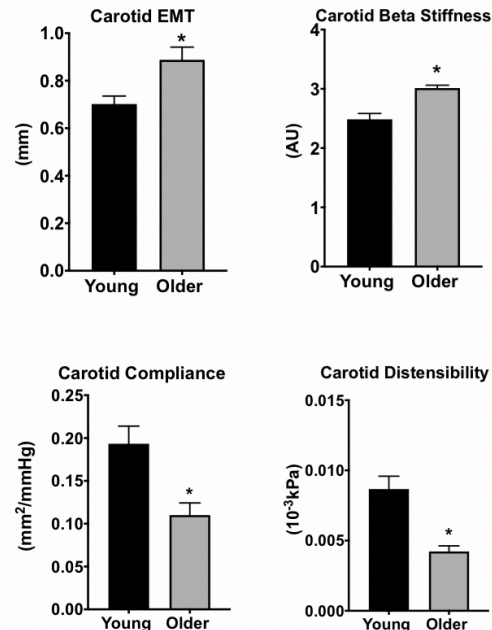 Carotid EMT
1.0
0.8
0.6
0.4
0.2
0.0
(mm)
*
Young Older
Carotid Beta Stiffness
4
3
2
1
0
(AU)
*
Young Older
Carotid Compliance
0.25
0.20
0.15
0.10
0.05
0.00
(mm²/mmHg)
*
Young Older
Carotid Distensibility
0.015
0.010
0.005
0.000
(10⁻³kPa)
*
Young Older